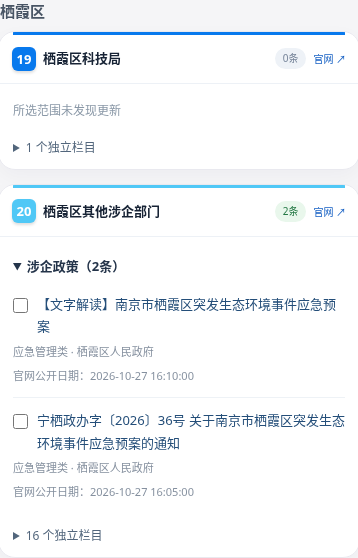 栖霞区
19 栖霞区科技局 0条 官网 ↗
所选范围未发现更新
▶ 1 个独立栏目
20 栖霞区其他涉企部门 2条 官网 ↗
▼ 涉企政策（2条）
【文字解读】南京市栖霞区突发生态环境事件应急预
案
应急管理类 · 栖霞区人民政府
官网公开日期：2026-10-27 16:10:00
宁栖政办字〔2026〕36号 关于南京市栖霞区突发生态
环境事件应急预案的通知
应急管理类 · 栖霞区人民政府
官网公开日期：2026-10-27 16:05:00
▶ 16 个独立栏目